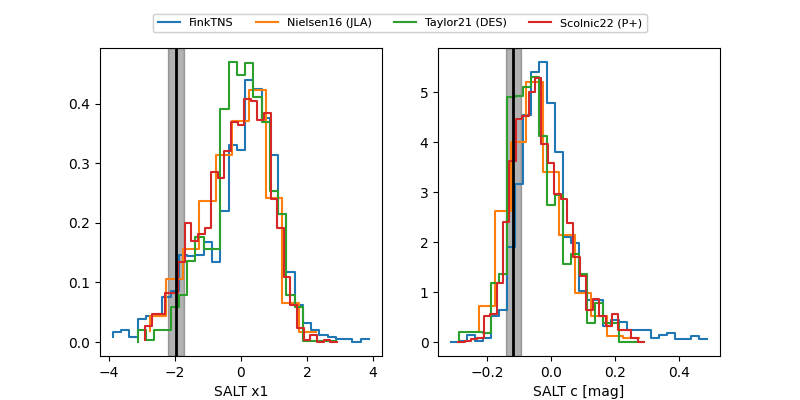 FinkTNS Nielsen16 (JLA) Taylor21 (DES) Scolnic22 (P+)
0.4
0.3
0.2
0.1
0.0
−4 −2 0 2 4
SALT x1
5
4
3
2
1
0
−0.2 0.0 0.2 0.4
SALT c [mag]